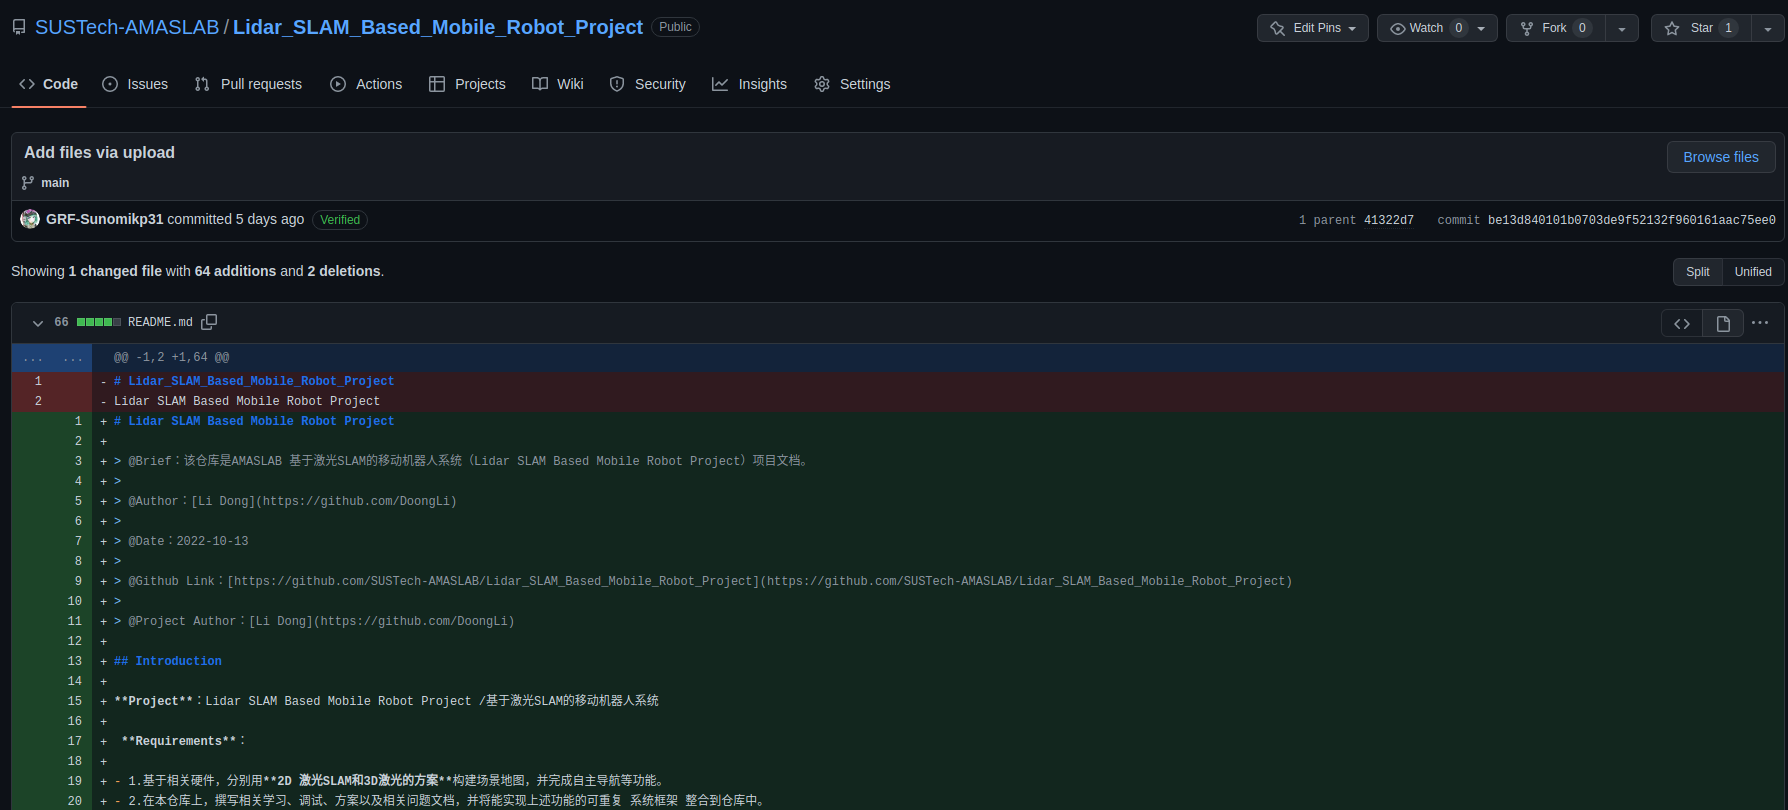 SUSTech-AMASLAB / Lidar_SLAM_Based_Mobile_Robot_Project Public Edit Pins Watch 0 Fork 0 Star 1
Code Issues Pull requests Actions Projects Wiki Security Insights Settings
Add files via upload
Browse files
main
GRF-Sunomikp31 committed 5 days ago Verified 1 parent 41322d7 commit be13d840101b0703de9f52132f960161aac75ee0
Showing 1 changed file with 64 additions and 2 deletions. Split Unified
66 README.md
... ... @@ -1,2 +1,64 @@
1 - # Lidar_SLAM_Based_Mobile_Robot_Project
2 - Lidar SLAM Based Mobile Robot Project
1 + # Lidar SLAM Based Mobile Robot Project
2 +
3 + > @Brief：该仓库是AMASLAB 基于激光SLAM的移动机器人系统（Lidar SLAM Based Mobile Robot Project）项目文档。
4 + >
5 + > @Author：[Li Dong](https://github.com/DoongLi)
6 + >
7 + > @Date：2022-10-13
8 + >
9 + > @Github Link：[https://github.com/SUSTech-AMASLAB/Lidar_SLAM_Based_Mobile_Robot_Project](https://github.com/SUSTech-AMASLAB/Lidar_SLAM_Based_Mobile_Robot_Project)
10 + >
11 + > @Project Author：[Li Dong](https://github.com/DoongLi)
12 +
13 + ## Introduction
14 +
15 + **Project**：Lidar SLAM Based Mobile Robot Project /基于激光SLAM的移动机器人系统
16 +
17 + **Requirements**：
18 +
19 + - 1.基于相关硬件，分别用**2D 激光SLAM和3D激光的方案**构建场景地图，并完成自主导航等功能。
20 + - 2.在本仓库上，撰写相关学习、调试、方案以及相关问题文档，并将能实现上述功能的可重复 系统框架 整合到仓库中。